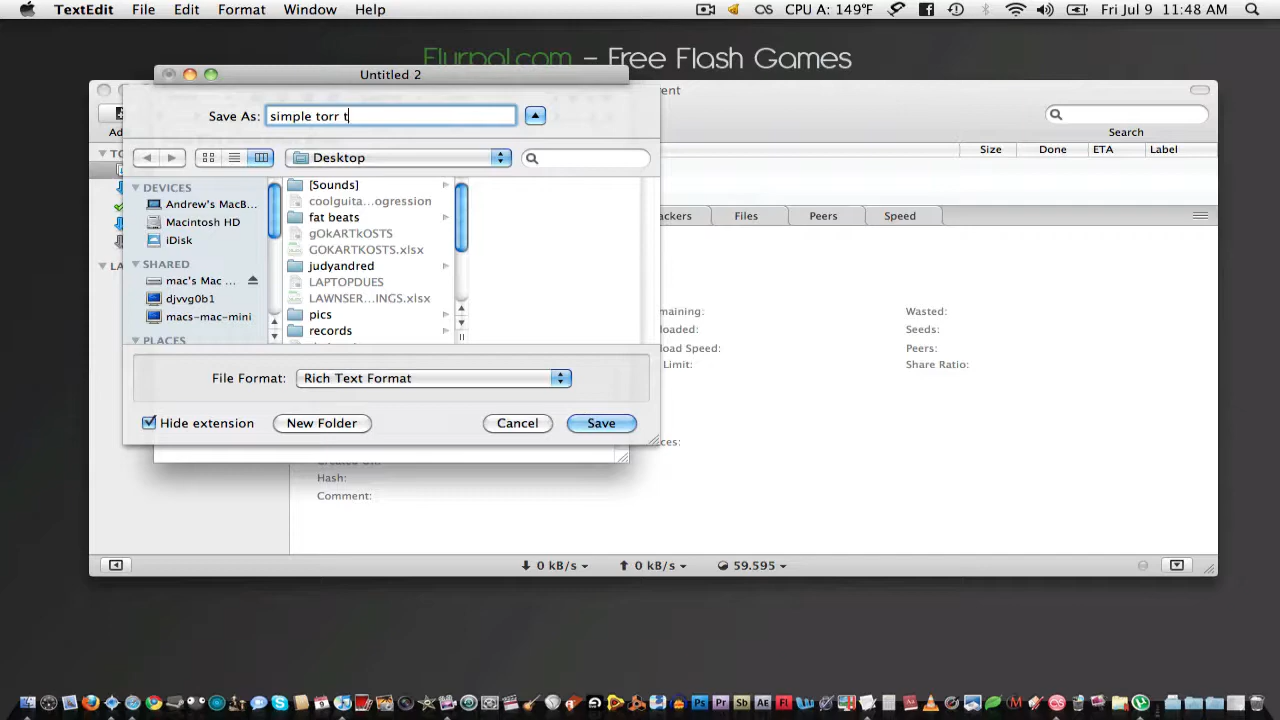 TextEdit File Edit Format Window Help CPU A: 149°F Fri Jul 9 11:48 AM
Flurpal.com – Free Flash Games
Untitled 2
Save As: simple torr t
Search
Desktop
Size Done ETA Label
DEVICES
Andrew's MacB...
Macintosh HD
iDisk
SHARED
mac's Mac ...
djvvg0b1
macs-mac-mini
PLACES
[Sounds]
coolguita...ogression
fat beats
gOKARTkOSTS
GOKARTKOSTS.xlsx
judyandred
LAPTOPDUES
LAWNSER...INGS.xlsx
pics
records
ackers Files Peers Speed
maining: Wasted:
loaded: Seeds:
load Speed: Peers:
Limit: Share Ratio:
File Format: Rich Text Format
Hide extension New Folder Cancel Save
Hash:
Comment:
0 kB/s 0 kB/s 59.595